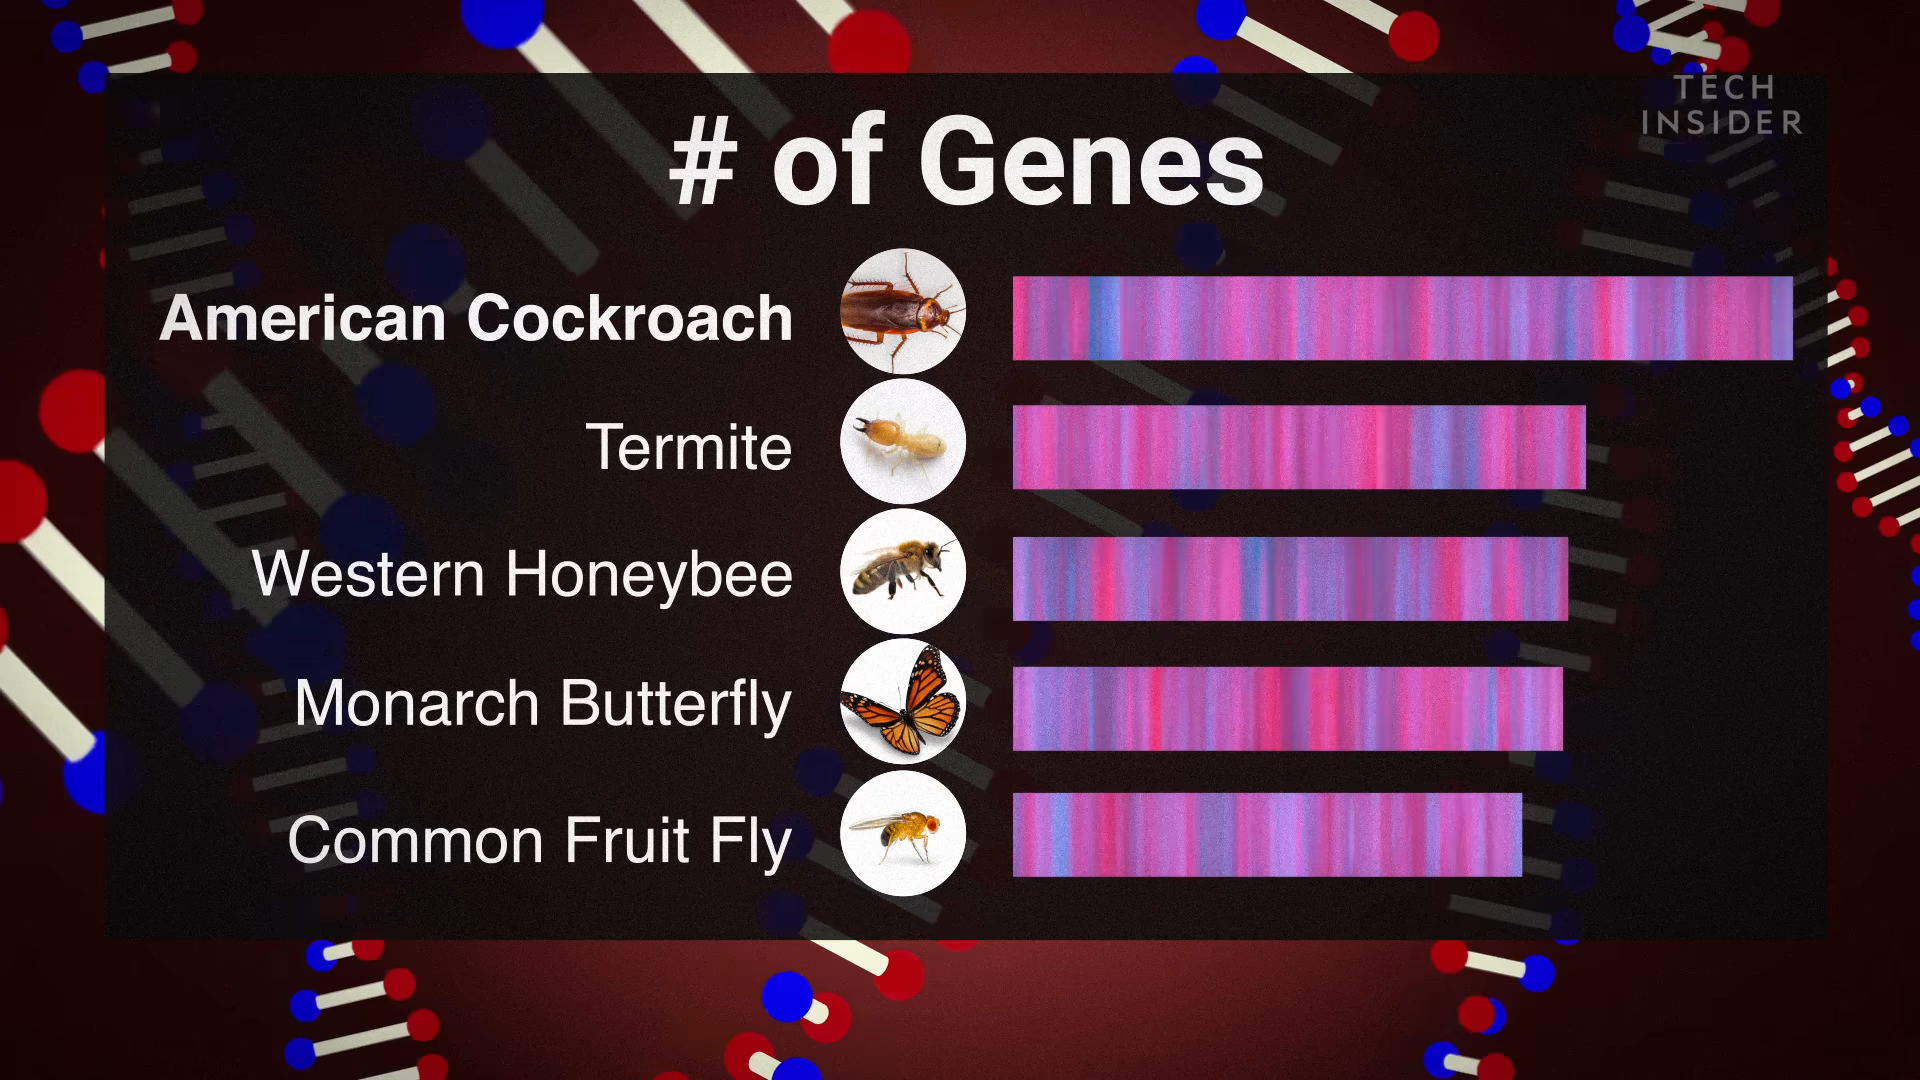 TECH
INSIDER
# of Genes
American Cockroach
Termite
Western Honeybee
Monarch Butterfly
Common Fruit Fly